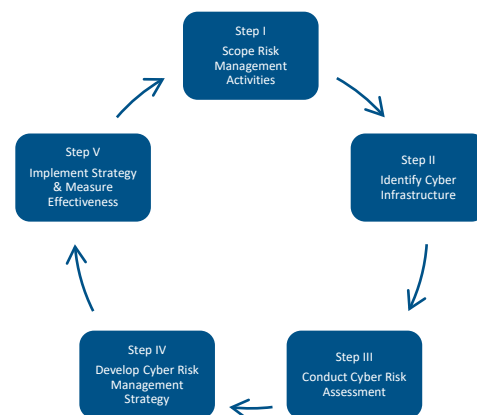 Step I
Scope Risk
Management
Activities
Step II
Identify Cyber
Infrastructure
Step III
Conduct Cyber Risk
Assessment
Step IV
Develop Cyber Risk
Management
Strategy
Step V
Implement Strategy
& Measure
Effectiveness